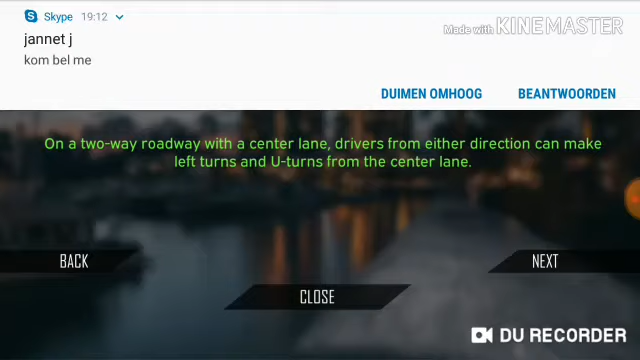 Skype 19:12
jannet j
kom bel me
Made with KINEMASTER
DUIMEN OMHOOG BEANTWOORDEN
On a two-way roadway with a center lane, drivers from either direction can make
left turns and U-turns from the center lane.
BACK
NEXT
CLOSE
DU RECORDER